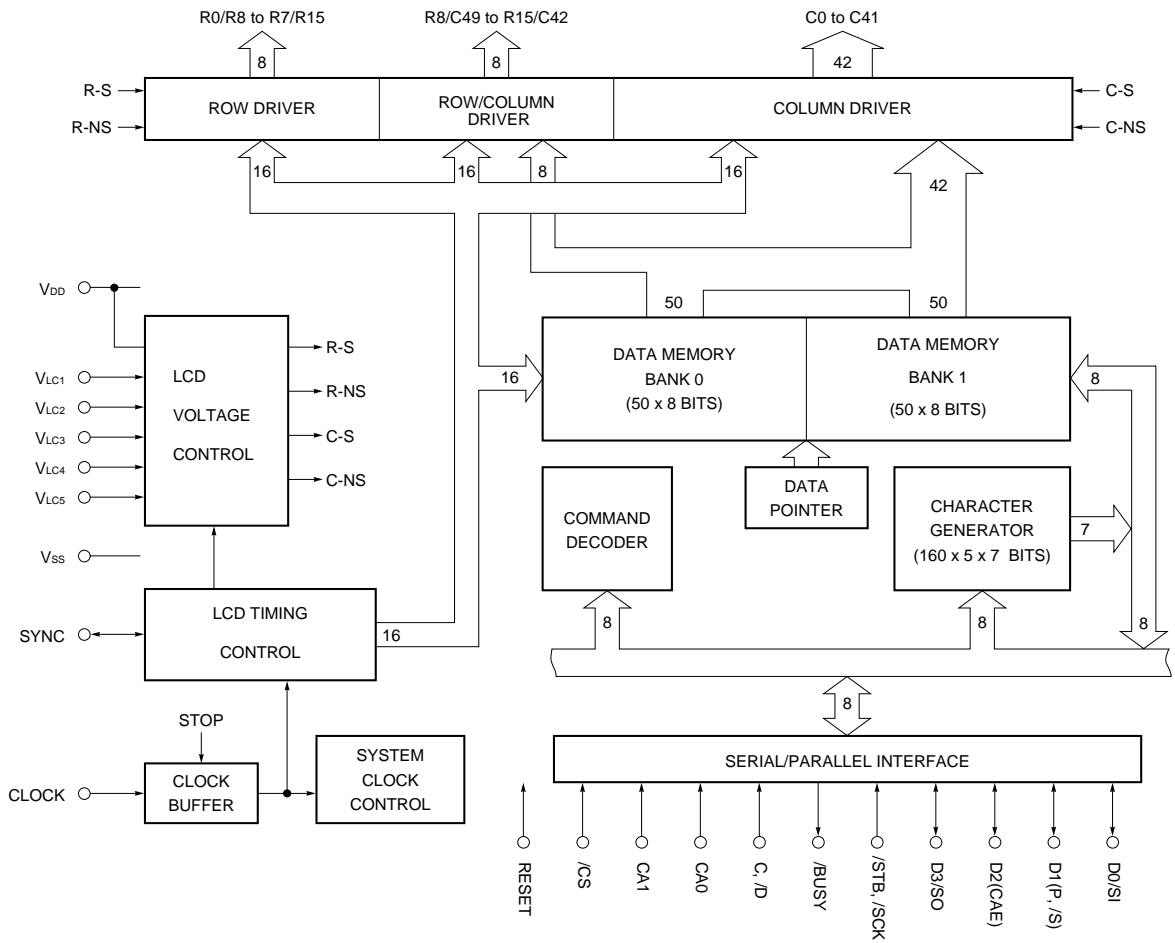 R0/R8 to R7/R15
R8/C49 to R15/C42
C0 to C41
8
8
42
R-S
R-NS
ROW DRIVER
ROW/COLUMN
DRIVER
COLUMN DRIVER
C-S
C-NS
16
16
8
16
42
VDD
VLC1
VLC2
VLC3
VLC4
VLC5
VSS
LCD
VOLTAGE
CONTROL
R-S
R-NS
C-S
C-NS
50
50
16
DATA MEMORY
BANK 0
(50 x 8 BITS)
DATA MEMORY
BANK 1
(50 x 8 BITS)
8
COMMAND
DECODER
DATA
POINTER
CHARACTER
GENERATOR
(160 x 5 x 7 BITS)
7
SYNC
LCD TIMING
CONTROL
16
8
8
8
8
STOP
CLOCK
CLOCK
BUFFER
SYSTEM
CLOCK
CONTROL
SERIAL/PARALLEL INTERFACE
RESET
/CS
CA1
CA0
C, /D
/BUSY
/STB, /SCK
D3/SO
D2(CAE)
D1(P, /S)
D0/SI